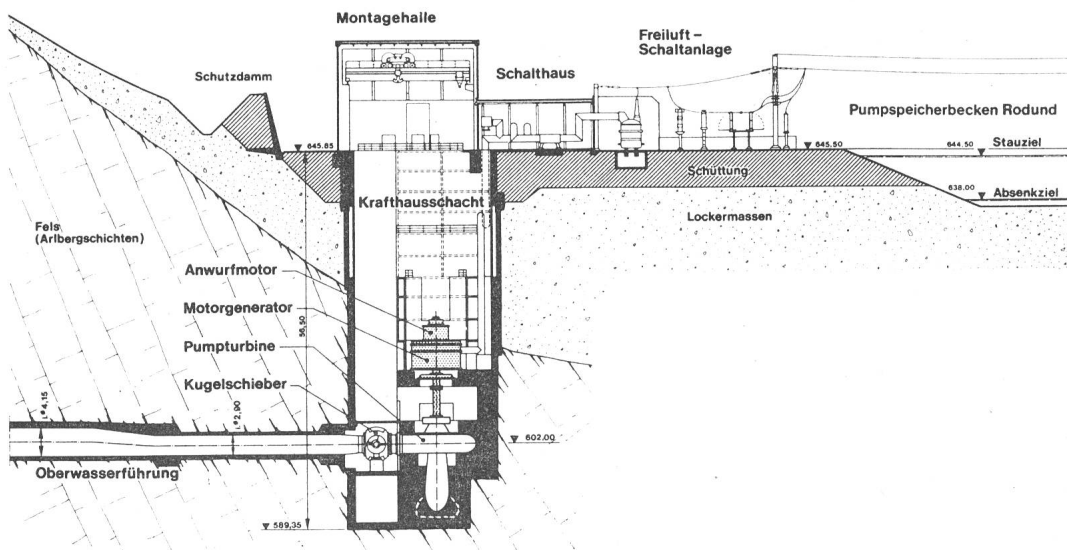 Montagehalle
Freiluft –
Schaltanlage
Schutzdamm
Schalthaus
Pumpspeicherbecken Rodund
645.85
645.50
644.50
Stauziel
Schüttung
638.00
Absenkziel
Krafthausschacht
Lockermassen
Fels
(Arlbergschichten)
Anwurfmotor
Motorgenerator
56,50
Pumpturbine
Kugelschieber
L ø 4,15
L ø 2,90
602.00
Oberwasserführung
589,35